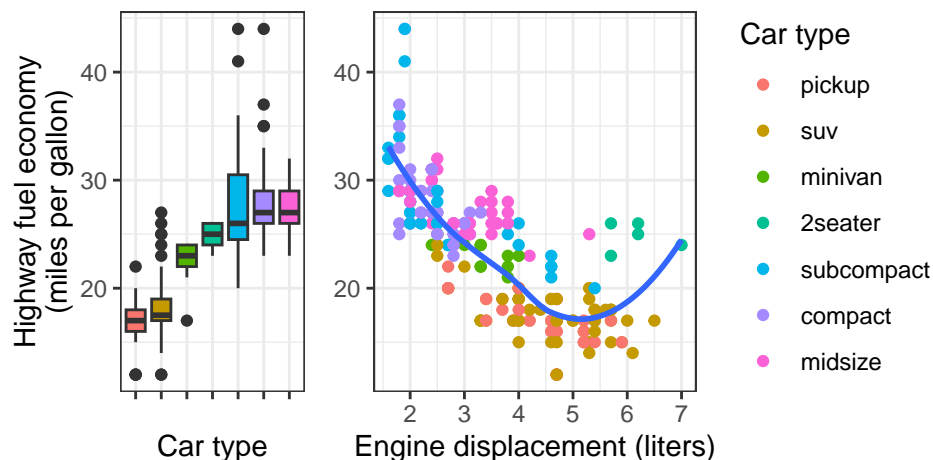 Highway fuel economy
(miles per gallon)
40
30
20
Car type
40
30
20
2 3 4 5 6 7
Engine displacement (liters)
Car type
pickup
suv
minivan
2seater
subcompact
compact
midsize